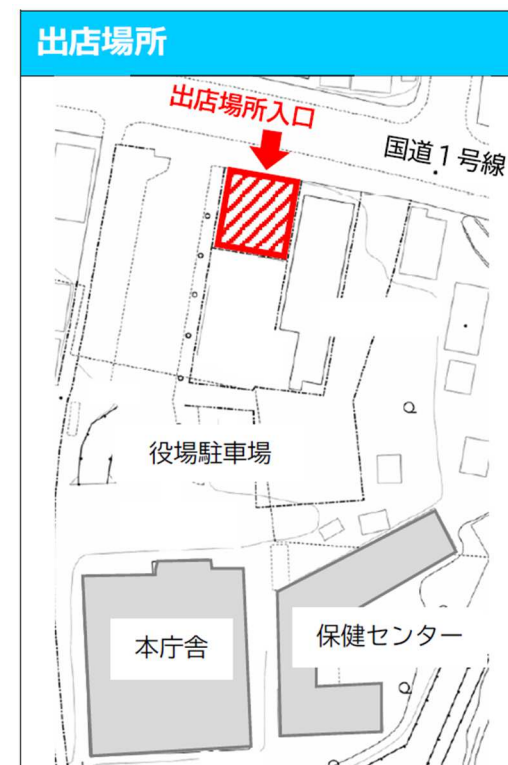 出店場所
出店場所入口
国道1号線
役場駐車場
本庁舎
保健センター